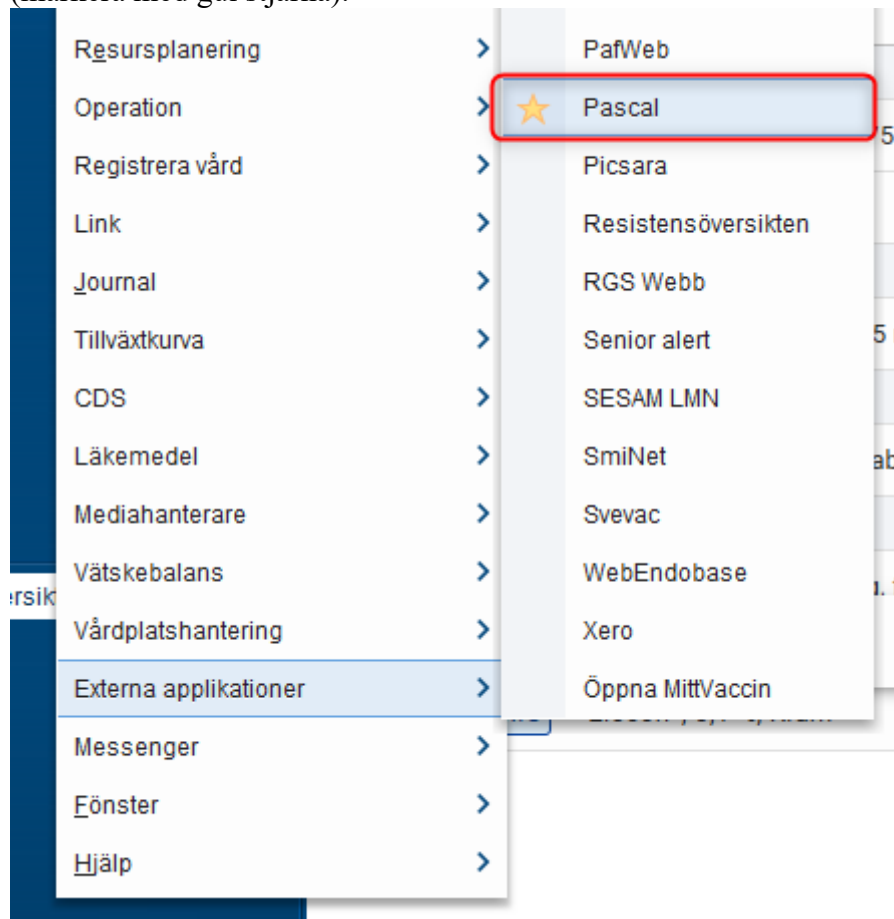 Resursplanering
Operation
Registrera vård
Link
Journal
Tillväxtkurva
CDS
Läkemedel
Mediahanterare
Vätskebalans
Vårdplatshantering
Externa applikationer
Messenger
Fönster
Hjälp
PafWeb
Pascal
Picsara
Resistensöversikten
RGS Webb
Senior alert
SESAM LMN
SmiNet
Svevac
WebEndobase
Xero
Öppna MittVaccin